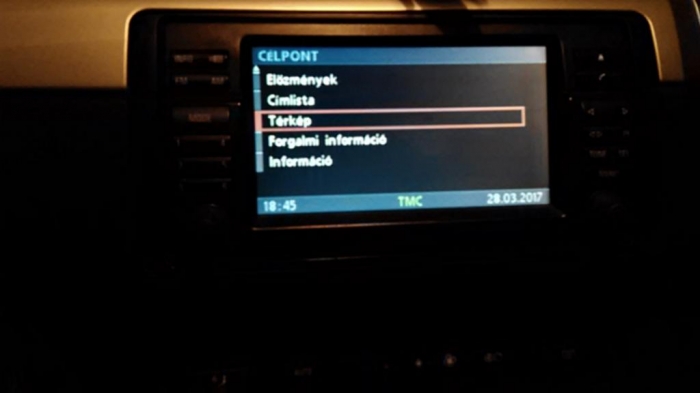 CÉLPONT
Előzmények
Címlista
Térkép
Forgalmi információ
Információ
18:45 TMC 28.03.2017